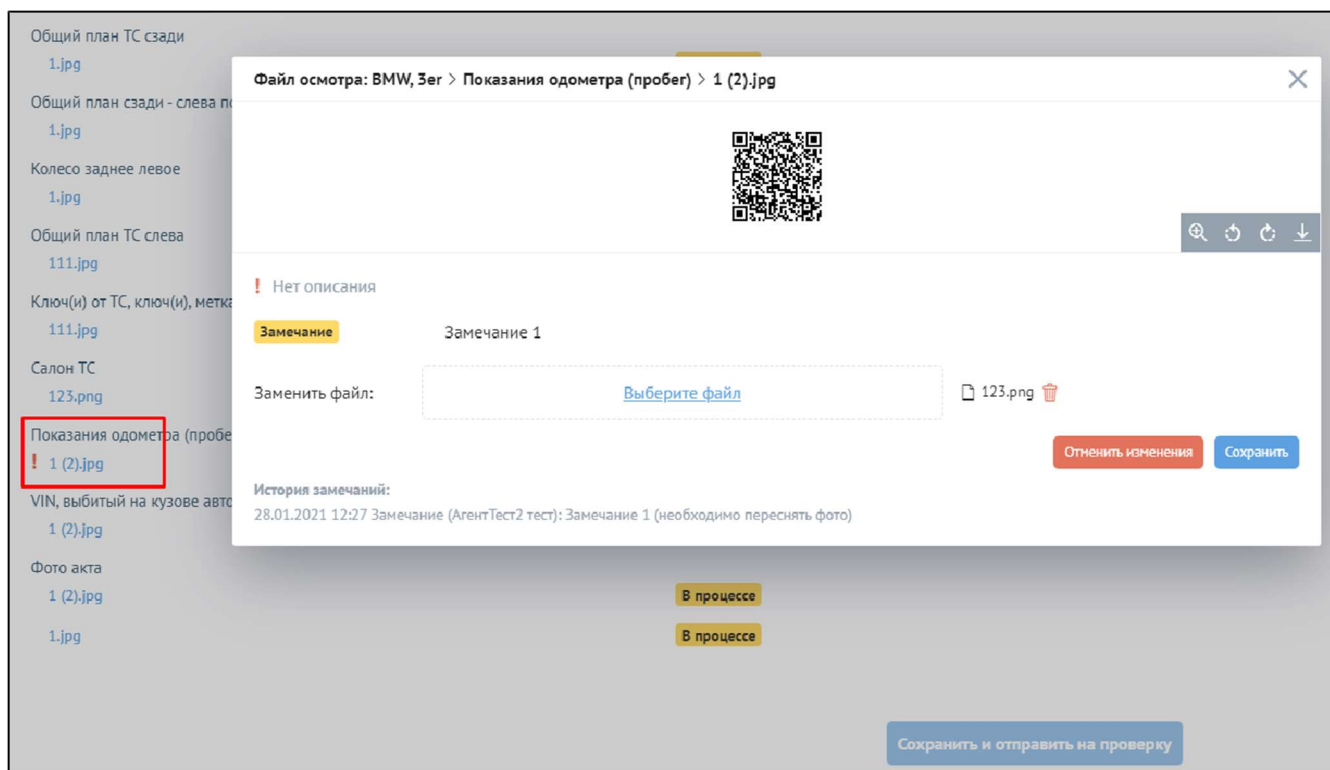 Общий план ТС сзади
1.jpg
Общий план сзади - слева
1.jpg
Колесо заднее левое
1.jpg
Общий план ТС слева
111.jpg
Ключ(и) от ТС, ключ(и), метка
111.jpg
Салон ТС
123.png
Показания одометра (пробе
! 1 (2).jpg
VIN, выбитый на кузове авто
1 (2).jpg
Фото акта
1 (2).jpg В процессе
1.jpg В процессе
Сохранить и отправить на проверку
Файл осмотра: BMW, 3er > Показания одометра (пробег) > 1 (2).jpg
! Нет описания
Замечание Замечание 1
Заменить файл: Выберите файл 123.png
Отменить изменения Сохранить
История замечаний:
28.01.2021 12:27 Замечание (АгентТест2 тест): Замечание 1 (необходимо переснять фото)